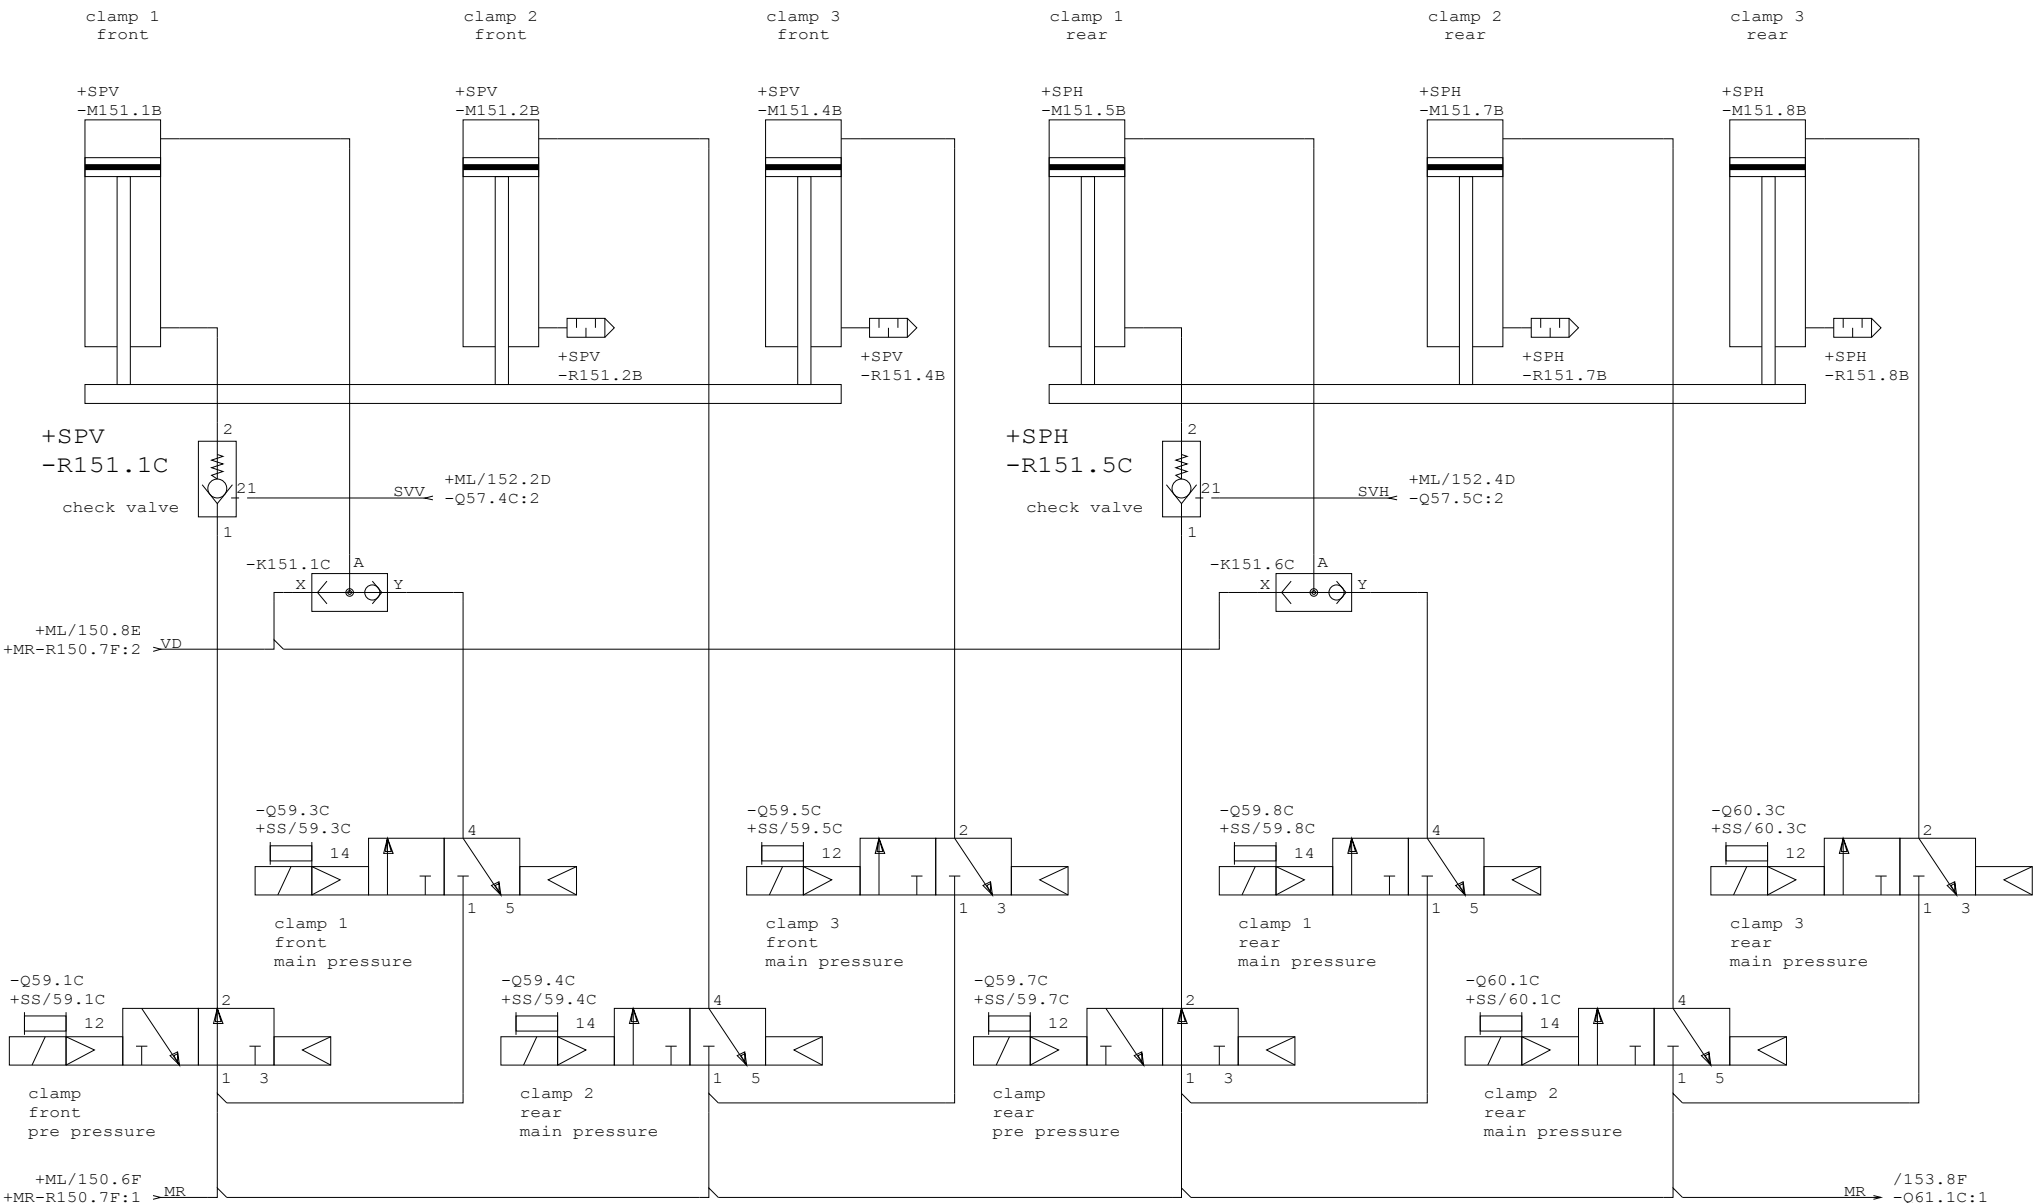 clamp 1
front
clamp 2
front
clamp 3
front
clamp 1
rear
clamp 2
rear
clamp 3
rear
+SPV
-M151.1B
+SPV
-M151.2B
+SPV
-M151.4B
+SPH
-M151.5B
+SPH
-M151.7B
+SPH
-M151.8B
+SPV
-R151.2B
+SPV
-R151.4B
+SPH
-R151.7B
+SPH
-R151.8B
+SPV
-R151.1C
check valve
2
21
1
SVV
+ML/152.2D
-Q57.4C:2
+SPH
-R151.5C
check valve
2
21
1
SVH
+ML/152.4D
-Q57.5C:2
-K151.1C
A
X
Y
-K151.6C
A
X
Y
+ML/150.8E
+MR-R150.7F:2
VD
-Q59.3C
+SS/59.3C
14
4
1
5
clamp 1
front
main pressure
-Q59.5C
+SS/59.5C
12
2
1
3
clamp 3
front
main pressure
-Q59.8C
+SS/59.8C
14
4
1
5
clamp 1
rear
main pressure
-Q60.3C
+SS/60.3C
12
2
1
3
clamp 3
rear
main pressure
-Q59.1C
+SS/59.1C
12
2
1
3
clamp
front
pre pressure
-Q59.4C
+SS/59.4C
14
4
1
5
clamp 2
rear
main pressure
-Q59.7C
+SS/59.7C
12
2
1
3
clamp
rear
pre pressure
-Q60.1C
+SS/60.1C
14
4
1
5
clamp 2
rear
main pressure
+ML/150.6F
+MR-R150.7F:1
MR
MR
/153.8F
-Q61.1C:1